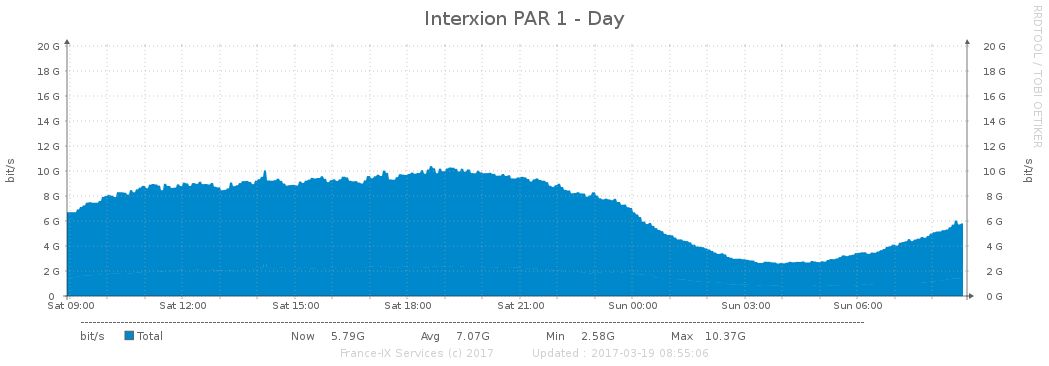 Interxion PAR 1 - Day
RRDTOOL / TOBI OETIKER
bit/s
bit/s
20 G 20 G
18 G 18 G
16 G 16 G
14 G 14 G
12 G 12 G
10 G 10 G
8 G 8 G
6 G 6 G
4 G 4 G
2 G 2 G
0 0 G
Sat 09:00 Sat 12:00 Sat 15:00 Sat 18:00 Sat 21:00 Sun 00:00 Sun 03:00 Sun 06:00
bit/s Total Now 5.79G Avg 7.07G Min 2.58G Max 10.37G
France-IX Services (c) 2017 Updated : 2017-03-19 08:55:06